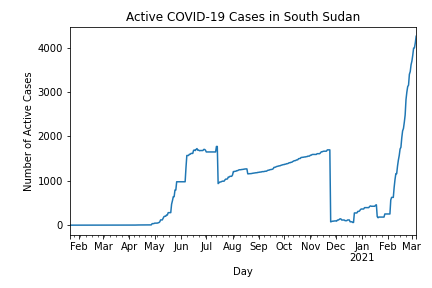 Active COVID-19 Cases in South Sudan
Number of Active Cases
4000
3000
2000
1000
0
Feb Mar Apr May Jun Jul Aug Sep Oct Nov Dec Jan Feb Mar
2021
Day